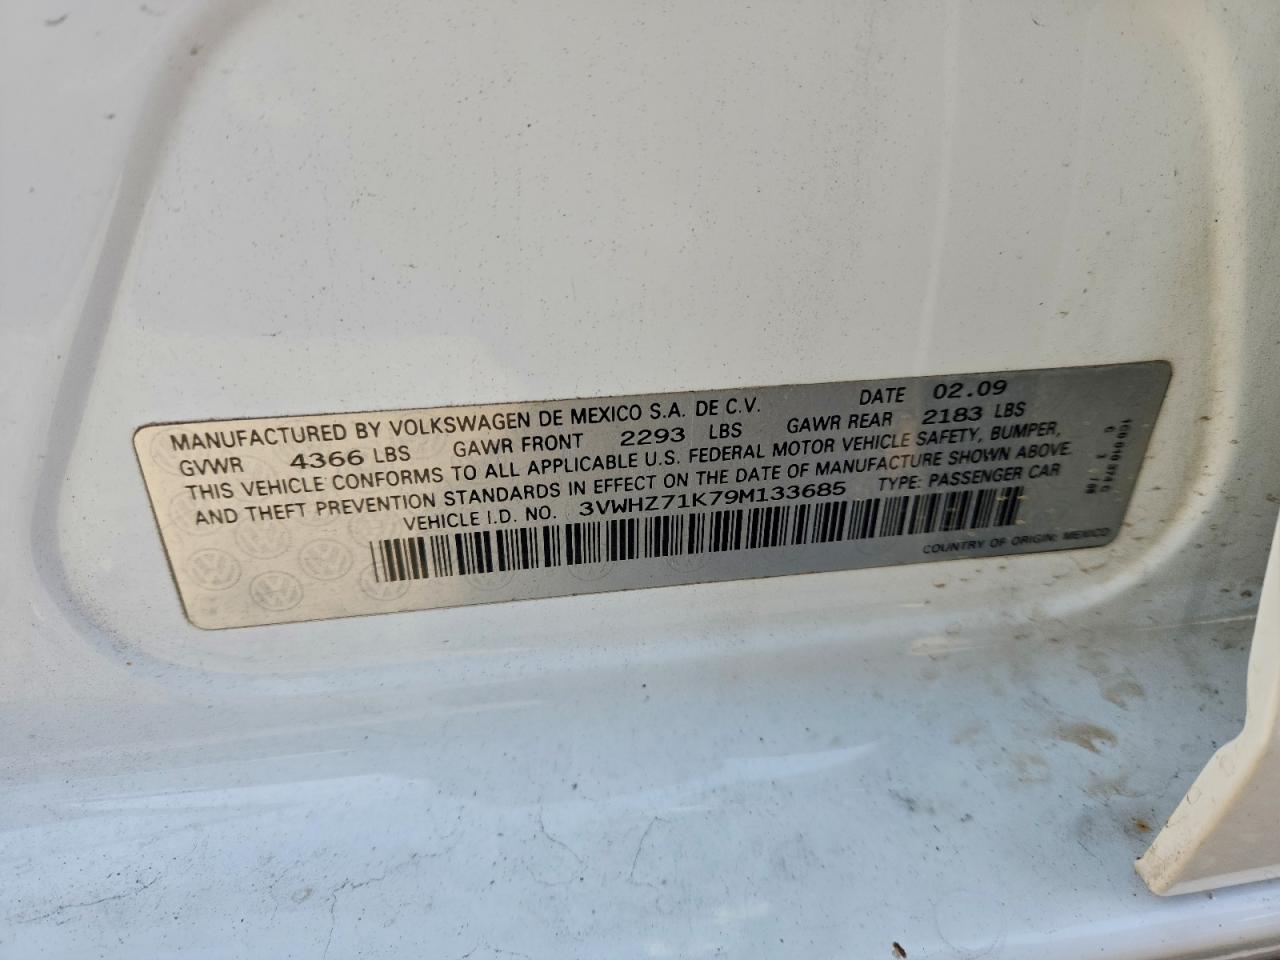 MANUFACTURED BY VOLKSWAGEN DE MEXICO S.A. DE C.V. DATE 02.09
GVWR 4366 LBS GAWR FRONT 2293 LBS GAWR REAR 2183 LBS
THIS VEHICLE CONFORMS TO ALL APPLICABLE U.S. FEDERAL MOTOR VEHICLE SAFETY, BUMPER,
AND THEFT PREVENTION STANDARDS IN EFFECT ON THE DATE OF MANUFACTURE SHOWN ABOVE.
VEHICLE I.D. NO. 3VWHZ71K79M133685 TYPE: PASSENGER CAR
COUNTRY OF ORIGIN: MEXICO